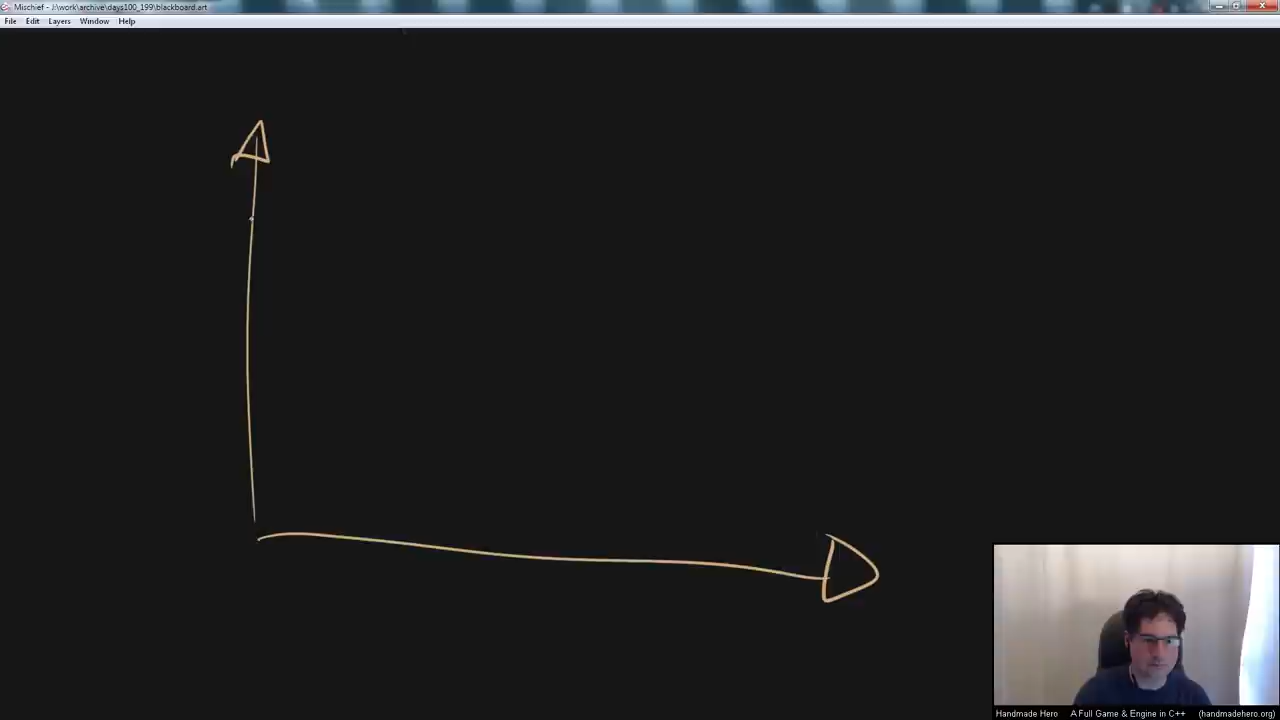 Mischief - J:\work\archive\days100_199\blackboard.art
File Edit Layers Window Help
Handmade Hero A Full Game & Engine in C++ (handmadehero.org)